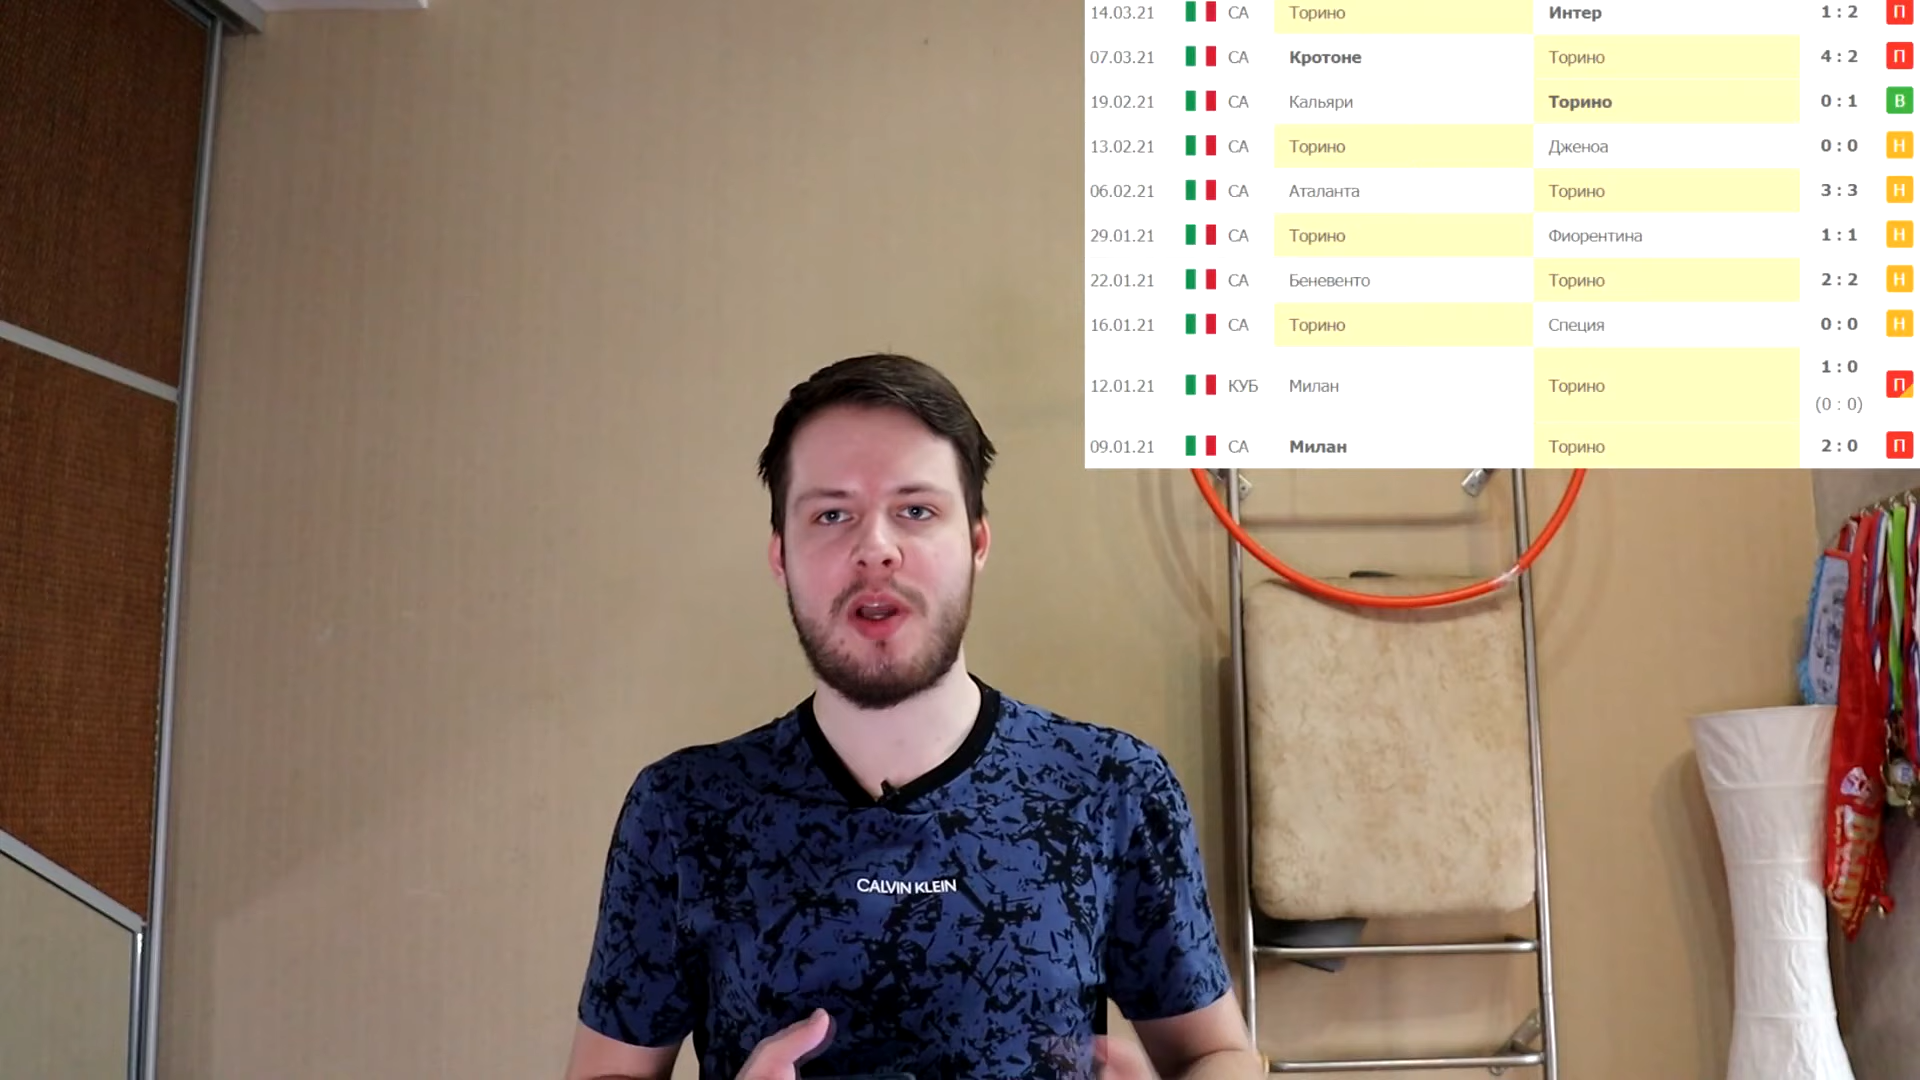 14.03.21 СА Торино Интер 1 : 2 П
07.03.21 СА Кротоне Торино 4 : 2 П
19.02.21 СА Кальяри Торино 0 : 1 В
13.02.21 СА Торино Дженоа 0 : 0 Н
06.02.21 СА Аталанта Торино 3 : 3 Н
29.01.21 СА Торино Фиорентина 1 : 1 Н
22.01.21 СА Беневенто Торино 2 : 2 Н
16.01.21 СА Торино Специя 0 : 0 Н
12.01.21 КУБ Милан Торино 1 : 0 (0 : 0) П
09.01.21 СА Милан Торино 2 : 0 П
CALVIN KLEIN